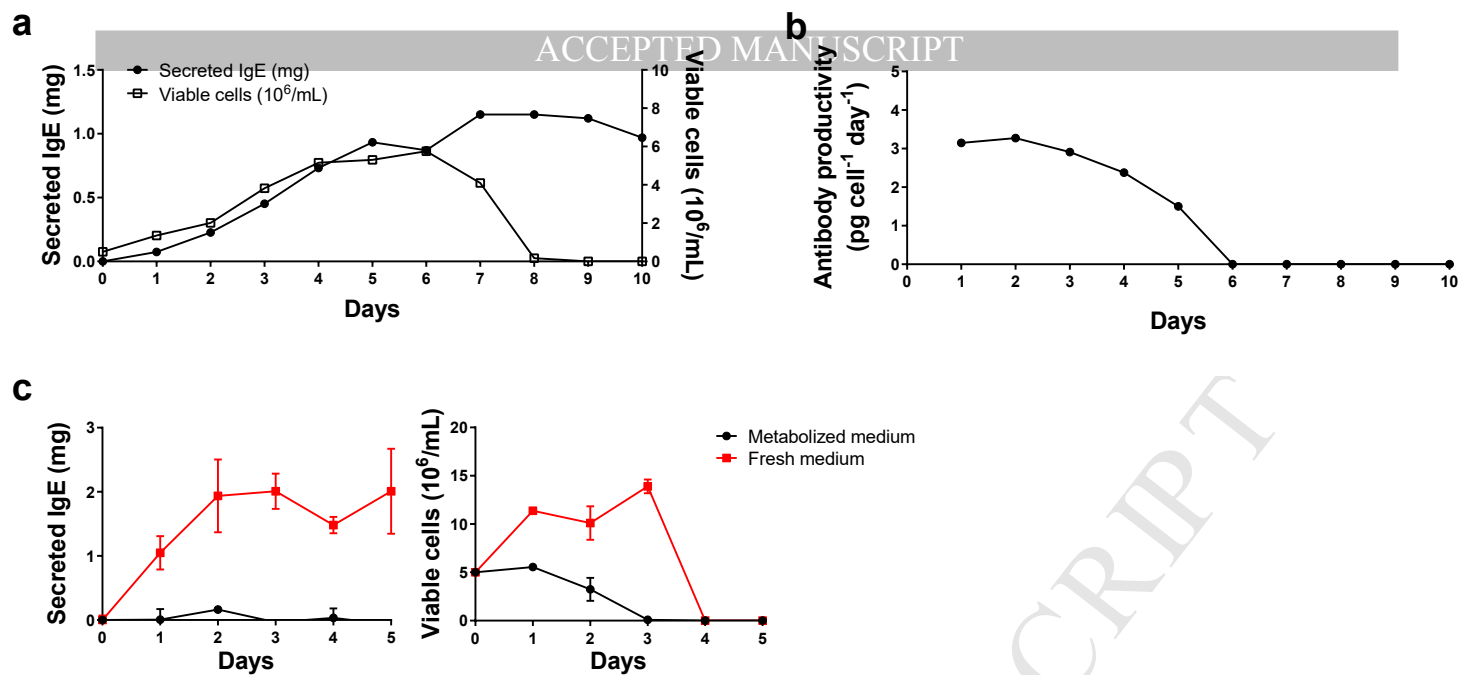 ACCEPTED MANUSCRIPT
a
Secreted IgE (mg)
Viable cells (10⁶/mL)
1.5
1.0
0.5
0.0
10
8
6
4
2
0
0 1 2 3 4 5 6 7 8 9 10
Days
Secreted IgE (mg)
Viable cells (10⁶/mL)
b
5
4
3
2
1
0
0 1 2 3 4 5 6 7 8 9 10
Days
Antibody productivity
(pg cell⁻¹ day⁻¹)
c
3
2
1
0
0 1 2 3 4 5
Days
Secreted IgE (mg)
20
15
10
5
0
0 1 2 3 4 5
Days
Viable cells (10⁶/mL)
Metabolized medium
Fresh medium
CRIPT